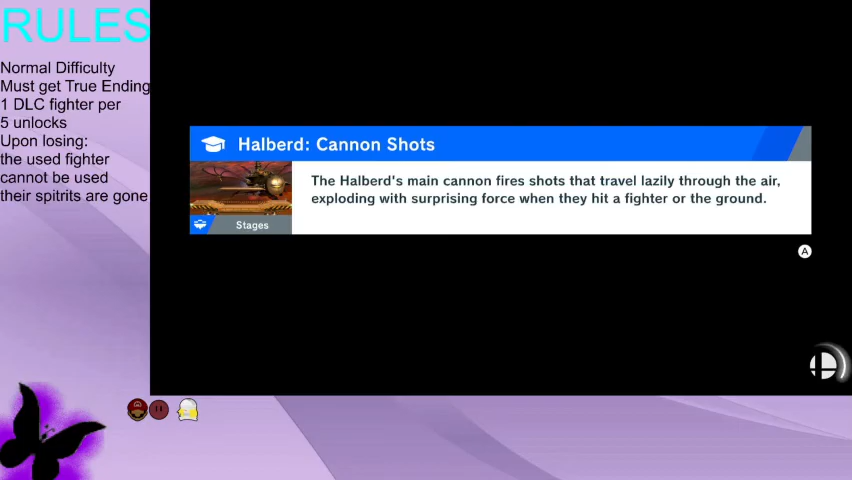 RULES
Normal Difficulty
Must get True Ending
1 DLC fighter per
5 unlocks
Upon losing:
the used fighter
cannot be used
their spitrits are gone
Halberd: Cannon Shots
The Halberd's main cannon fires shots that travel lazily through the air,
exploding with surprising force when they hit a fighter or the ground.
Stages
A